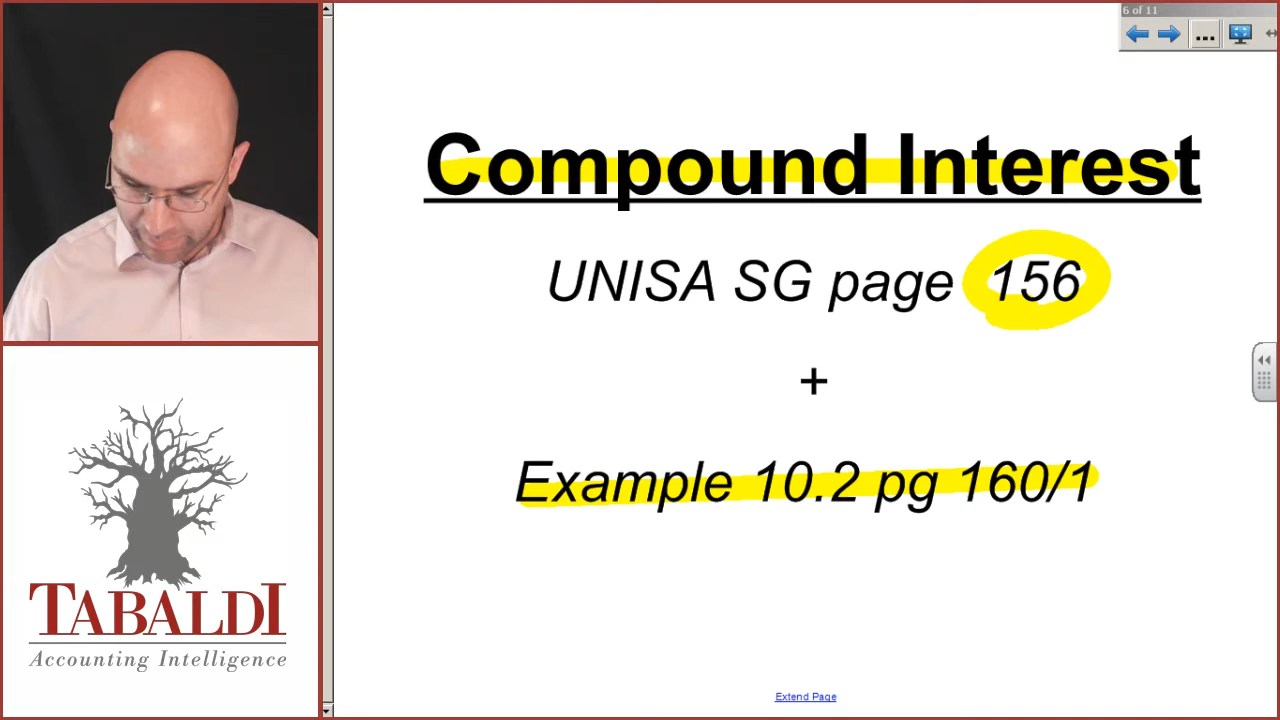 6 of 11
...
Compound Interest
UNISA SG page 156
+
Example 10.2 pg 160/1
TABALDI
Accounting Intelligence
Extend Page